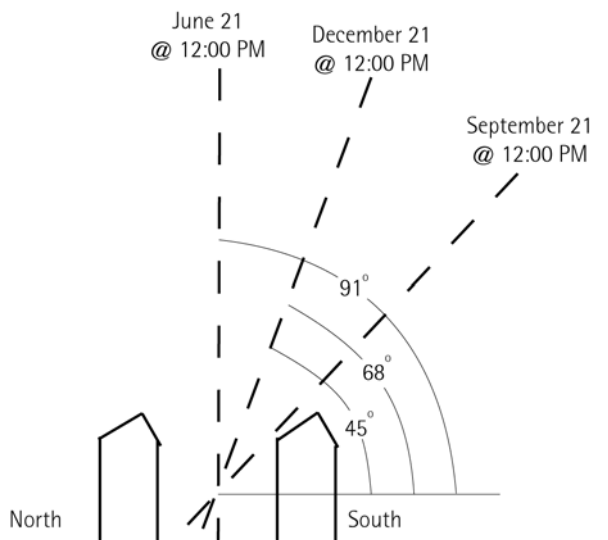 June 21
@ 12:00 PM
December 21
@ 12:00 PM
September 21
@ 12:00 PM
91°
68°
45°
North
South